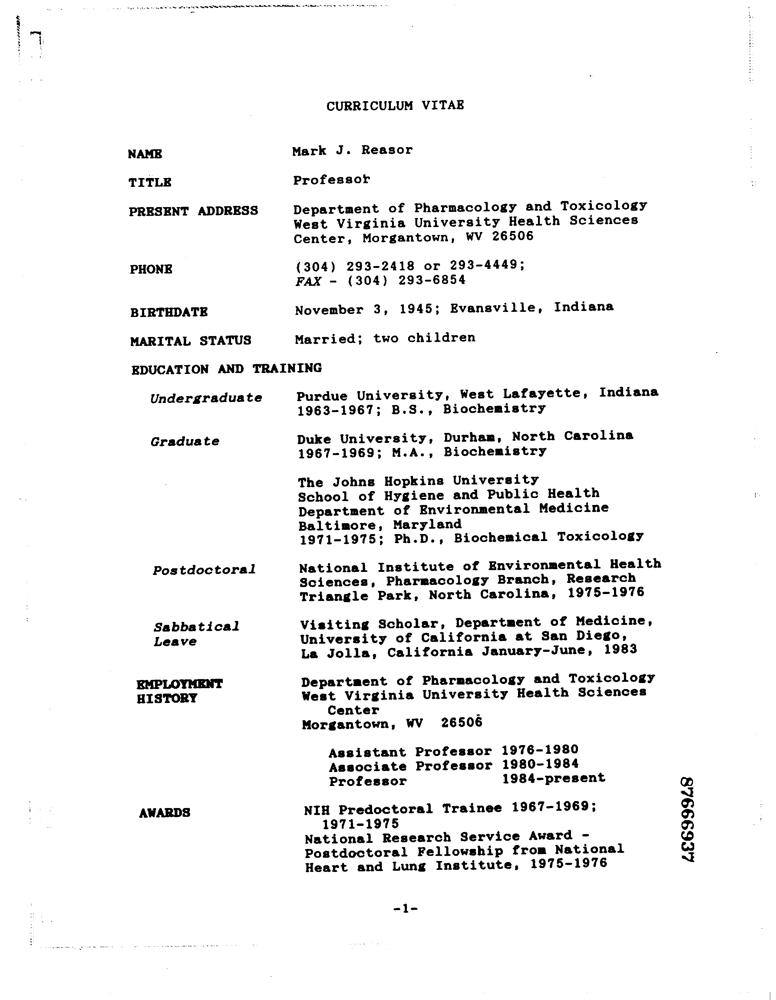 CURRICULUM VITAE
NAME Mark J. Reasor
TITLE Professor
PRESENT ADDRESS Department of Pharmacology and Toxicology
West Virginia University Health Sciences
Center, Morgantown, WV 26506
PHONE (304) 293-2418 or 293-4449;
FAX - (304) 293-6854
BIRTHDATE November 3, 1945; Evansville, Indiana
MARITAL STATUS Married; two children
EDUCATION AND TRAINING
Undergraduate Purdue University, West Lafayette, Indiana
1963-1967; B.S., Biochemistry
Graduate Duke University, Durham, North Carolina
1967-1969; M.A., Biochemistry
The Johns Hopkins University
School of Hygiene and Public Health
Department of Environmental Medicine
Baltimore, Maryland
1971-1975; Ph.D., Biochemical Toxicology
Postdoctoral National Institute of Environmental Health
Sciences, Pharmacology Branch, Research
Triangle Park, North Carolina, 1975-1976
Sabbatical Visiting Scholar, Department of Medicine,
Leave University of California at San Diego,
La Jolla, California January-June, 1983
EMPLOYMENT Department of Pharmacology and Toxicology
HISTORY West Virginia University Health Sciences
Center
Morgantown, WV 26506
Assistant Professor 1976-1980
Associate Professor 1980-1984
Professor 1984-present
AWARDS NIH Predoctoral Trainee 1967-1969;
1971-1975
National Research Service Award -
Postdoctoral Fellowship from National
Heart and Lung Institute, 1975-1976
87666937
-1-